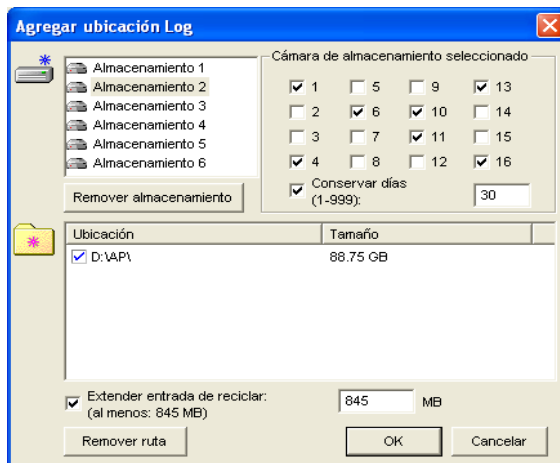 Agregar ubicación Log
Almacenamiento 1
Almacenamiento 2
Almacenamiento 3
Almacenamiento 4
Almacenamiento 5
Almacenamiento 6
Remover almacenamiento
Cámara de almacenamiento seleccionado
1 5 9 13
2 6 10 14
3 7 11 15
4 8 12 16
Conservar días
(1-999): 30
Ubicación Tamaño
D:\AP\ 88.75 GB
Extender entrada de reciclar:
(al menos: 845 MB) 845 MB
Remover ruta OK Cancelar